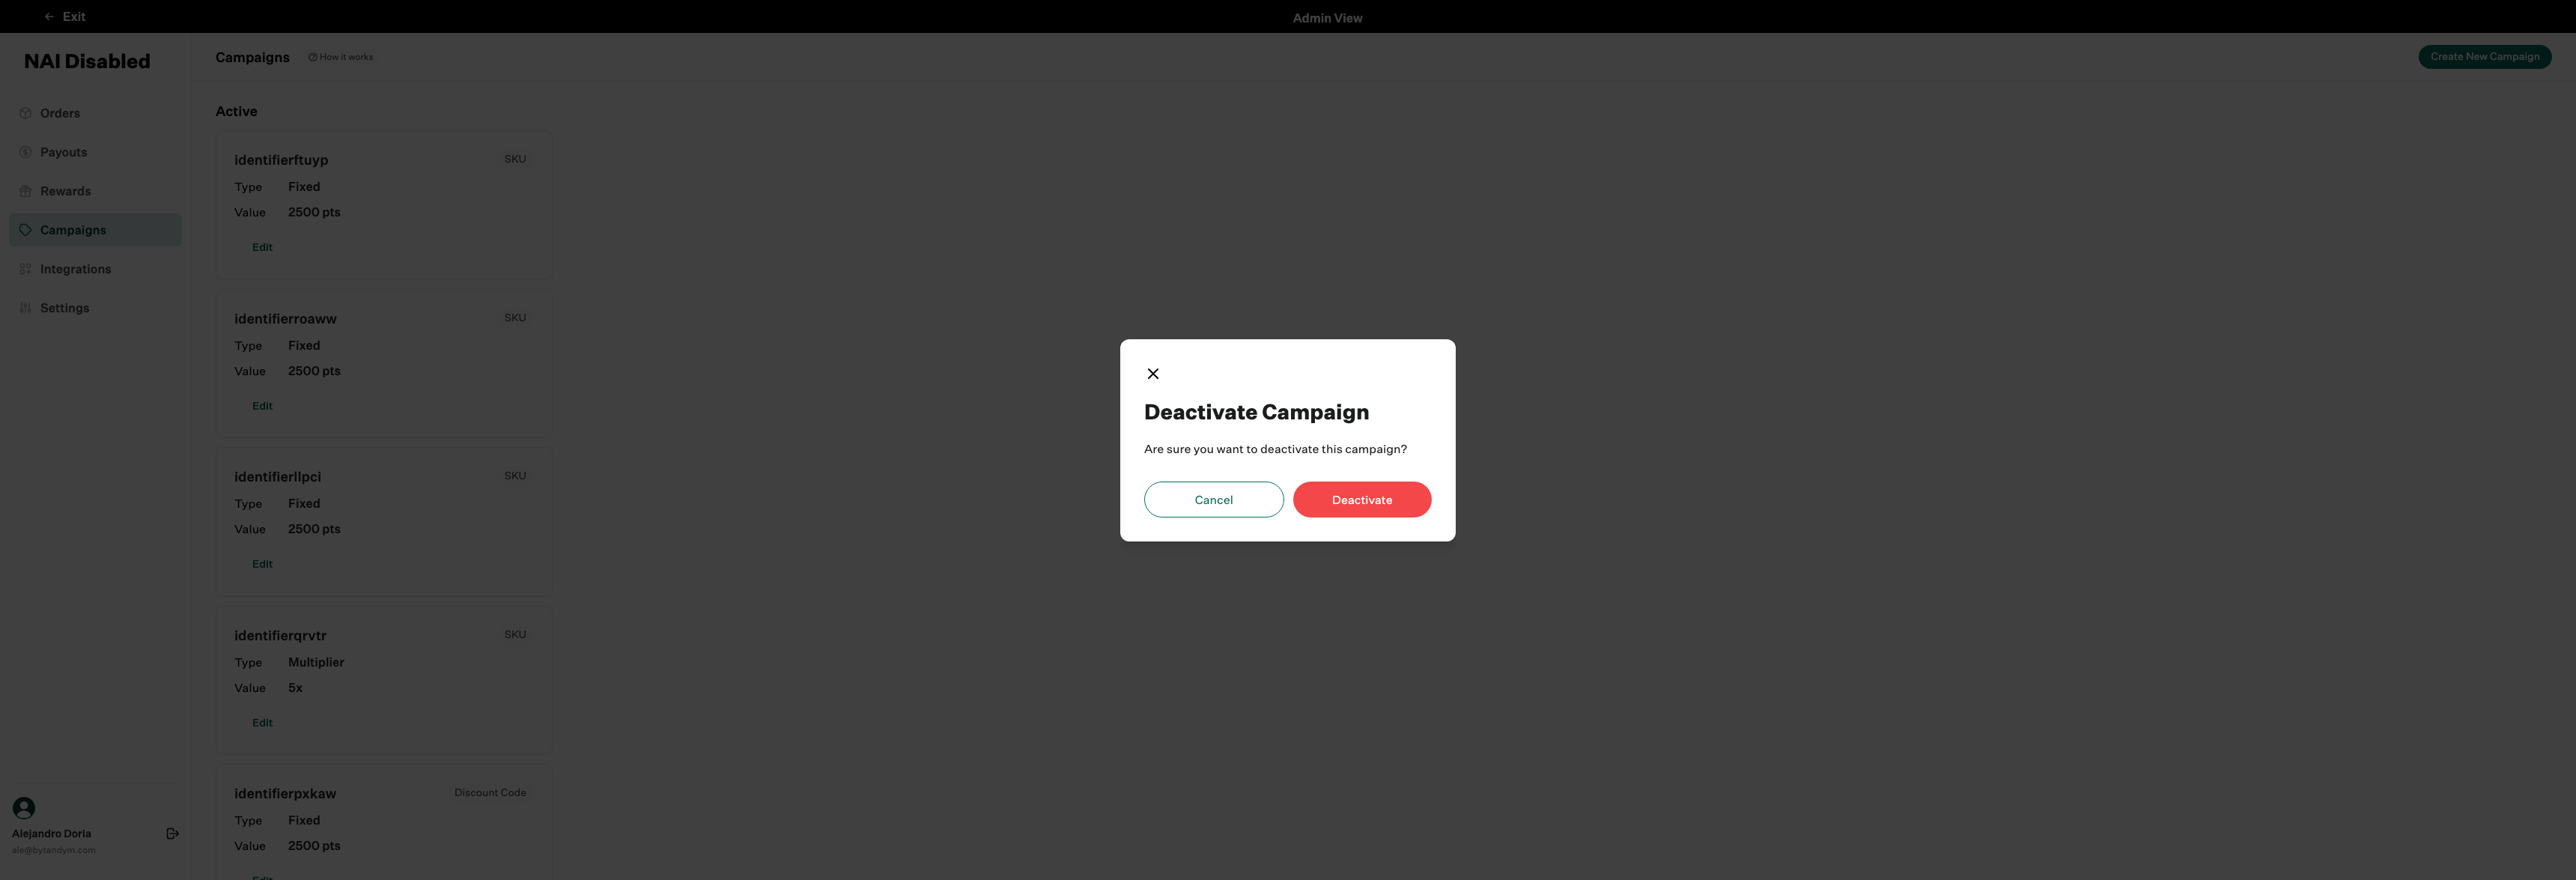 Exit
Admin View
NAI Disabled
Orders
Payouts
Rewards
Campaigns
Integrations
Settings
Alejandro Doria
ale@bytandym.com
Campaigns
How it works
Create New Campaign
Active
identifierftuyp
SKU
Type Fixed
Value 2500 pts
Edit
identifierroaww
SKU
Type Fixed
Value 2500 pts
Edit
identifierllpci
SKU
Type Fixed
Value 2500 pts
Edit
identifierqrvtr
SKU
Type Multiplier
Value 5x
Edit
identifierpxkaw
Discount Code
Type Fixed
Value 2500 pts
Edit
Deactivate Campaign
Are sure you want to deactivate this campaign?
Cancel
Deactivate